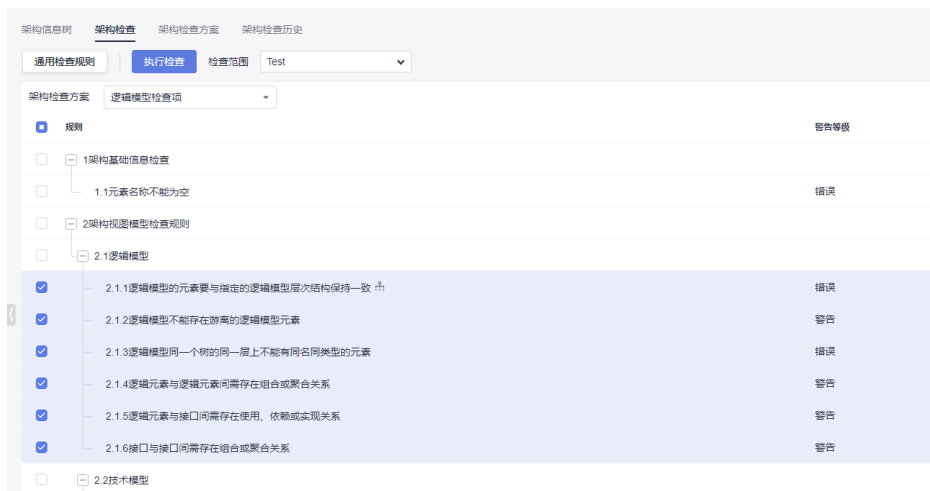 架构信息树 架构检查 架构检查方案 架构检查历史
通用检查规则 执行检查 检查范围 Test
架构检查方案 逻辑模型检查项
规则 警告等级
1架构基础信息检查
1.1元素名称不能为空 错误
2架构视图模型检查规则
2.1逻辑模型
2.1.1逻辑模型的元素要与指定的逻辑模型层次结构保持一致 错误
2.1.2逻辑模型不能存在游离的逻辑模型元素 警告
2.1.3逻辑模型同一个树的同一层上不能有同名同类型的元素 错误
2.1.4逻辑元素与逻辑元素间需存在组合或聚合关系 警告
2.1.5逻辑元素与接口间需存在使用、依赖或实现关系 警告
2.1.6接口与接口间需存在组合或聚合关系 警告
2.2技术模型